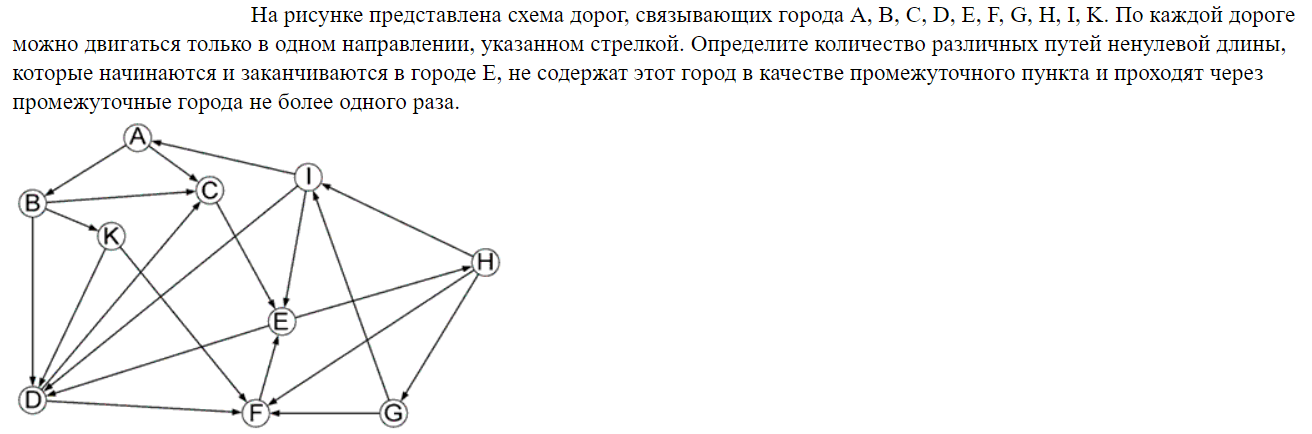 На рисунке представлена схема дорог, связывающих города A, B, C, D, E, F, G, H, I, K. По каждой дороге
можно двигаться только в одном направлении, указанном стрелкой. Определите количество различных путей ненулевой длины,
которые начинаются и заканчиваются в городе E, не содержат этот город в качестве промежуточного пункта и проходят через
промежуточные города не более одного раза.
A
I
C
B
K
H
E
D
F
G